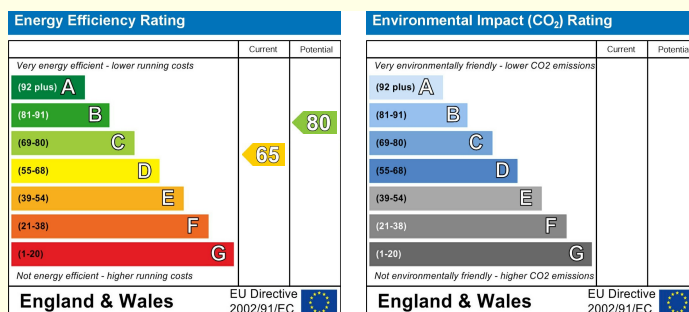 Energy Efficiency Rating
Current Potential
Very energy efficient - lower running costs
(92 plus) A
(81-91) B
(69-80) C
(55-68) D
(39-54) E
(21-38) F
(1-20) G
65
80
Not energy efficient - higher running costs
England & Wales
EU Directive
2002/91/EC
Environmental Impact (CO2) Rating
Current Potential
Very environmentally friendly - lower CO2 emissions
(92 plus) A
(81-91) B
(69-80) C
(55-68) D
(39-54) E
(21-38) F
(1-20) G
Not environmentally friendly - higher CO2 emissions
England & Wales
EU Directive
2002/91/EC